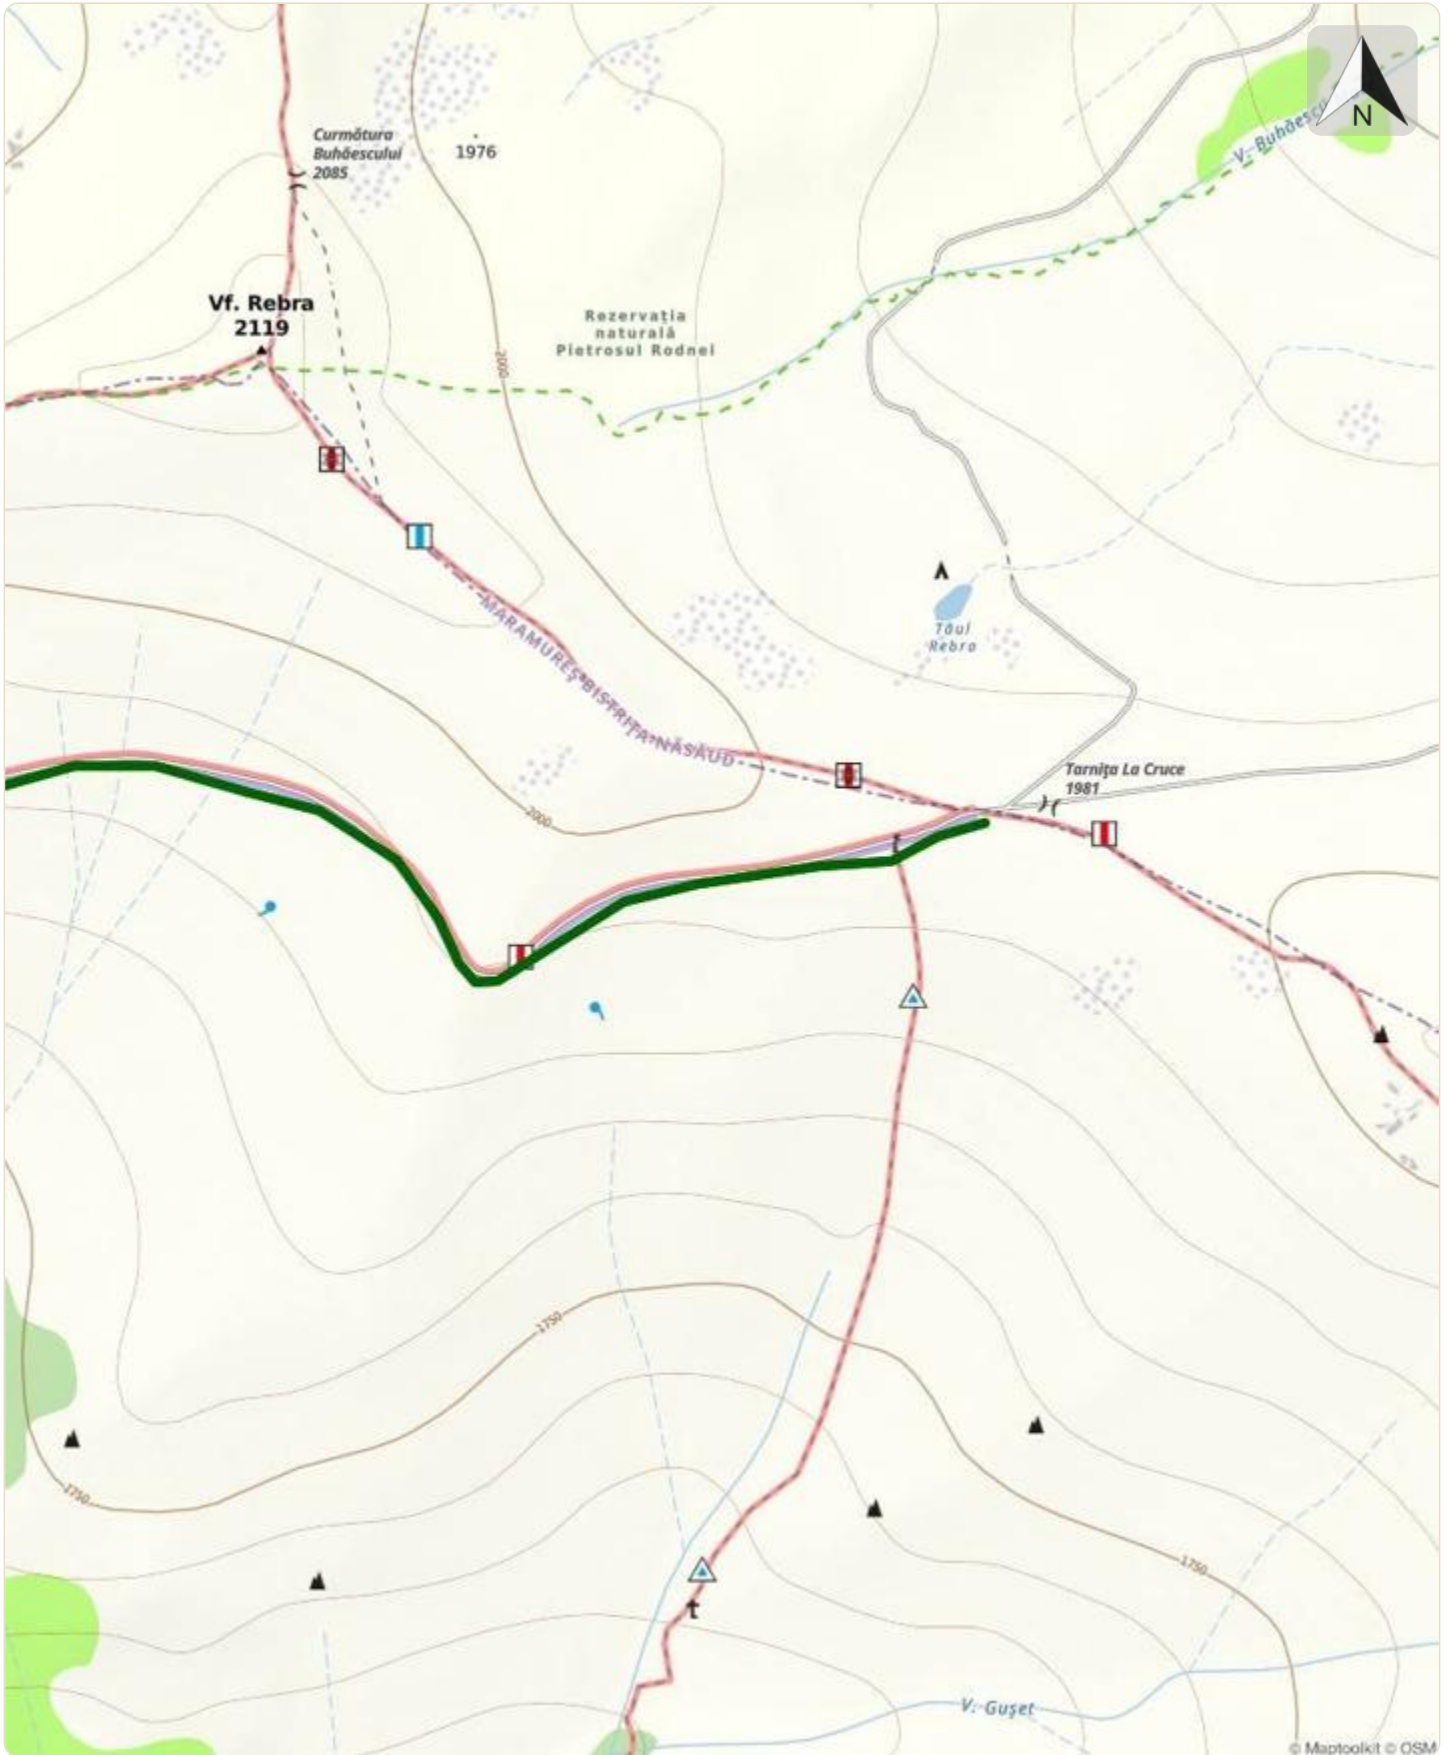 Curmătura
Buhăescului
2085
1976
N
V. Buhăescu
Vf. Rebra
2119
Rezervația
naturală
Pietrosul Rodnei
2000
Tăul
Rebra
MARAMUREȘ
BISTRIȚA-NĂSĂUD
Tarnița La Cruce
1981
2000
1750
1750
1750
V. Gușet
© Maptoolkit © OSM